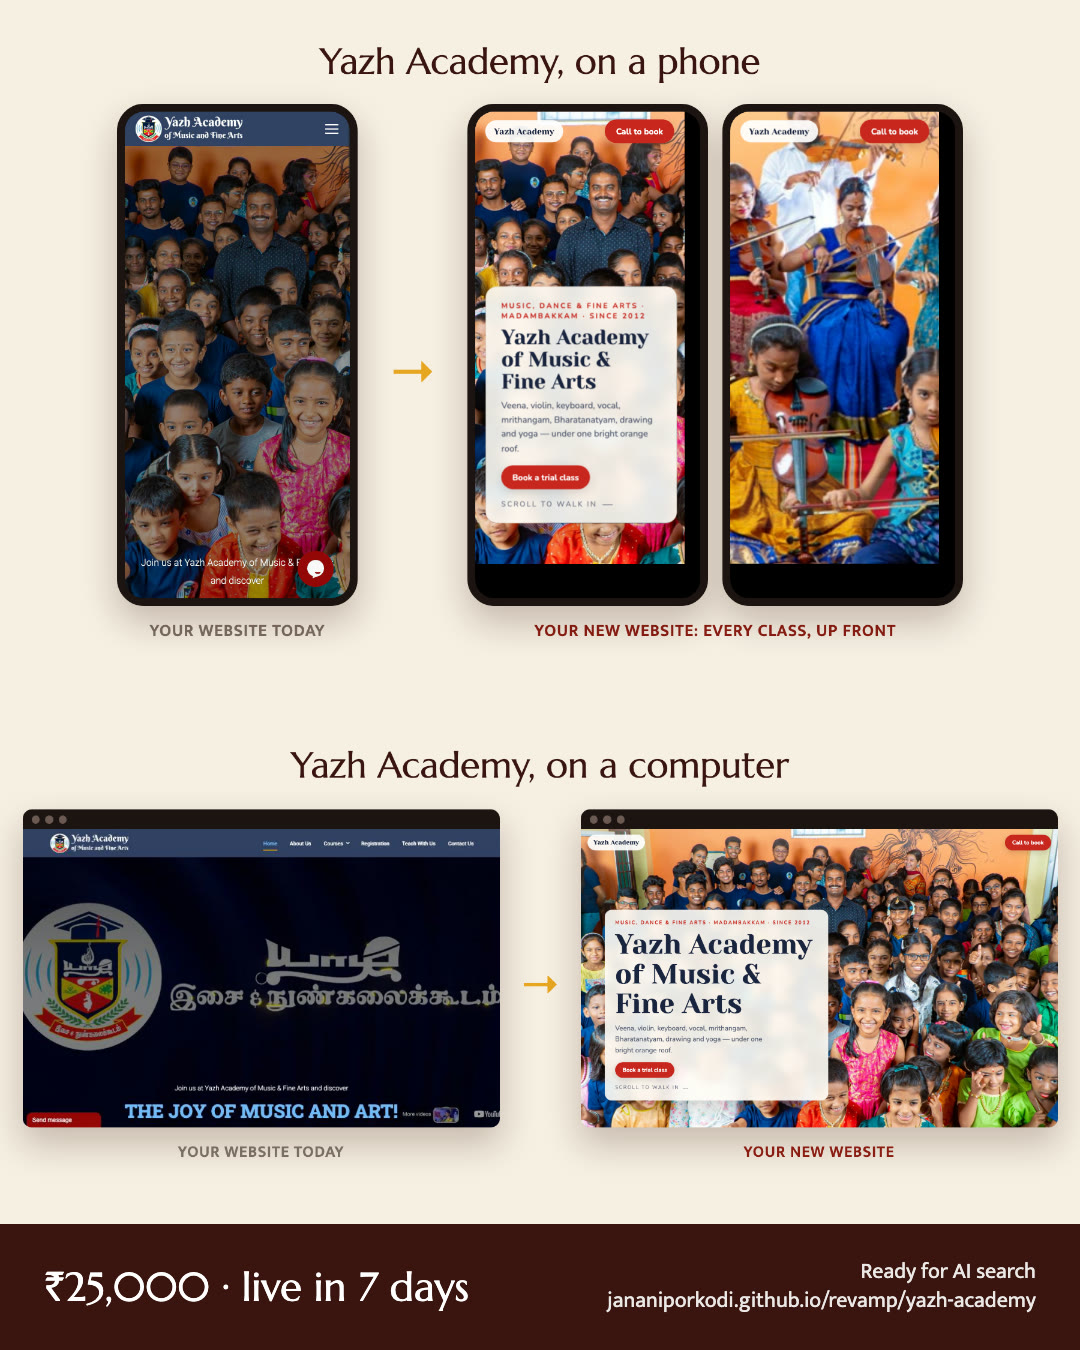 Yazh Academy, on a phone
Yazh Academy
of Music and Fine Arts
Join us at Yazh Academy of Music & F
and discover
YOUR WEBSITE TODAY
Yazh Academy
Call to book
MUSIC, DANCE & FINE ARTS ·
MADAMBAKKAM · SINCE 2012
Yazh Academy
of Music &
Fine Arts
Veena, violin, keyboard, vocal,
mrithangam, Bharatanatyam, drawing
and yoga — under one bright orange
roof.
Book a trial class
SCROLL TO WALK IN —
Yazh Academy
Call to book
YOUR NEW WEBSITE: EVERY CLASS, UP FRONT
Yazh Academy, on a computer
Yazh Academy
of Music and Fine Arts
Home About Us Courses Registration Teach With Us Contact Us
யாழ்
இசை & நுண்கலைக்கூடம்
Join us at Yazh Academy of Music & Fine Arts and discover
THE JOY OF MUSIC AND ART!
More videos
YouTu
Send message
YOUR WEBSITE TODAY
Yazh Academy
Call to book
MUSIC, DANCE & FINE ARTS · MADAMBAKKAM · SINCE 2012
Yazh Academy
of Music &
Fine Arts
Veena, violin, keyboard, vocal, mrithangam,
Bharatanatyam, drawing and yoga — under one
bright orange roof.
Book a trial class
SCROLL TO WALK IN —
YOUR NEW WEBSITE
₹25,000 · live in 7 days
Ready for AI search
jananiporkodi.github.io/revamp/yazh-academy